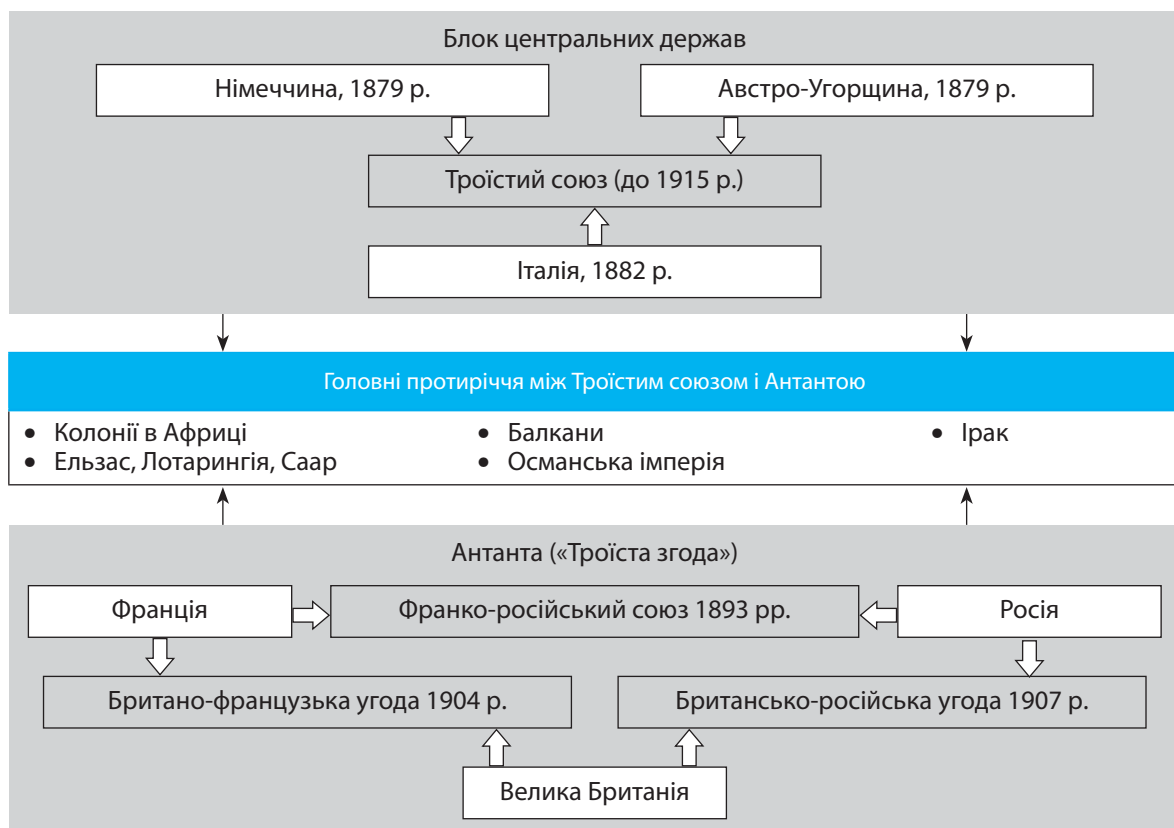 Блок центральних держав
Німеччина, 1879 р.
Австро-Угорщина, 1879 р.
Троїстий союз (до 1915 р.)
Італія, 1882 р.
Головні протиріччя між Троїстим союзом і Антантою
• Колонії в Африці
• Ельзас, Лотарингія, Саар
• Балкани
• Османська імперія
• Ірак
Антанта («Троїста згода»)
Франція
Франко-російський союз 1893 рр.
Росія
Британо-французька угода 1904 р.
Британсько-російська угода 1907 р.
Велика Британія